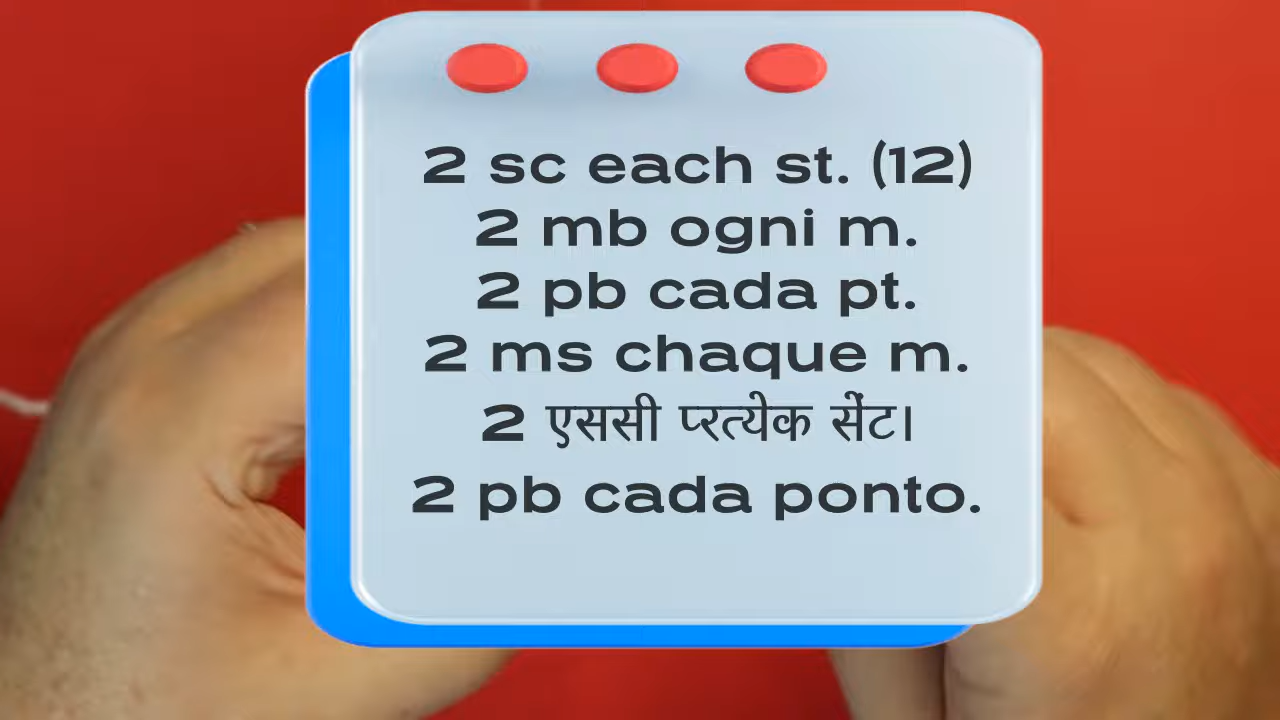 2 sc each st. (12)
2 mb ogni m.
2 pb cada pt.
2 ms chaque m.
2 एससी प्रत्येक सेंट।
2 pb cada ponto.